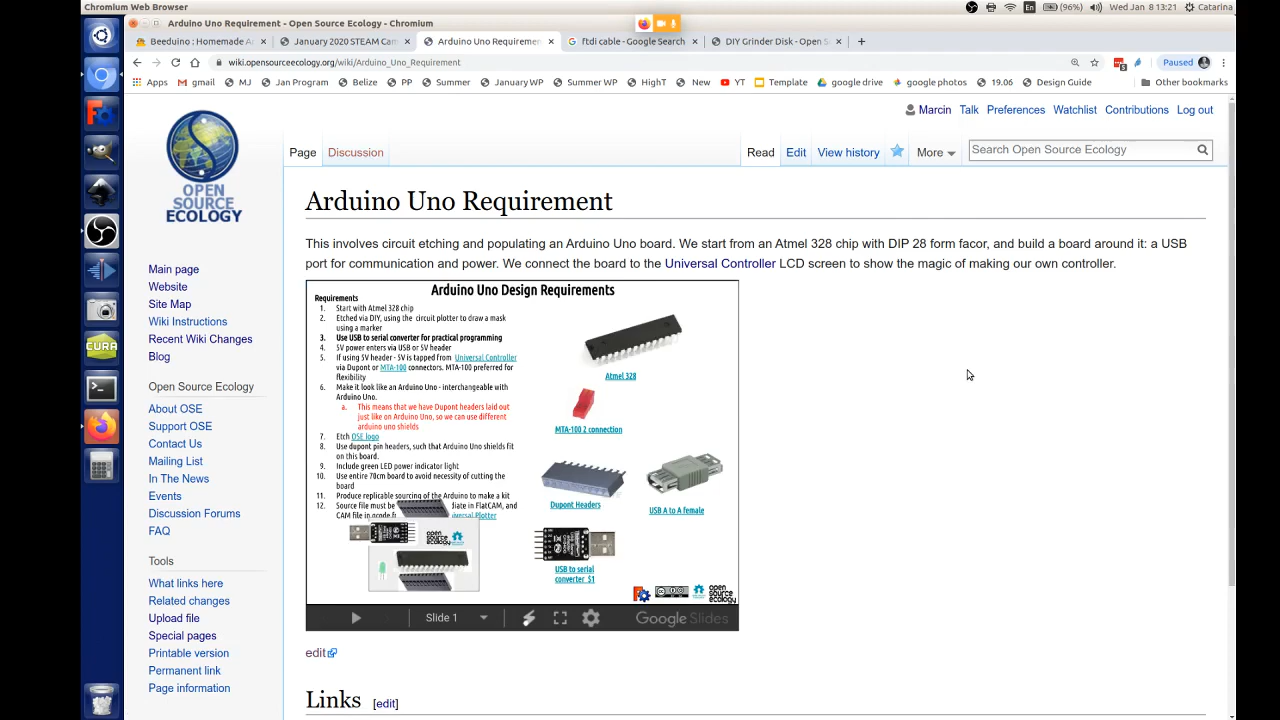 Chromium Web Browser
En (96%) Wed Jan 8 13:21 Catarina
Arduino Uno Requirement - Open Source Ecology - Chromium
Beeduino : Homemade Ar
January 2020 STEAM Cam
Arduino Uno Requiremen
ftdi cable - Google Search
DIY Grinder Disk - Open S
wiki.opensourceecology.org/wiki/Arduino_Uno_Requirement
Paused
Apps gmail MJ Jan Program Belize PP Summer January WP Summer WP HighT New YT Template google drive google photos 19.06 Design Guide Other bookmarks
Marcin Talk Preferences Watchlist Contributions Log out
Page Discussion Read Edit View history More Search Open Source Ecology
OPEN
SOURCE
ECOLOGY
Main page
Website
Site Map
Wiki Instructions
Recent Wiki Changes
Blog
Open Source Ecology
About OSE
Support OSE
Contact Us
Mailing List
In The News
Events
Discussion Forums
FAQ
Tools
What links here
Related changes
Upload file
Special pages
Printable version
Permanent link
Page information
CURA
Arduino Uno Requirement
This involves circuit etching and populating an Arduino Uno board. We start from an Atmel 328 chip with DIP 28 form facor, and build a board around it: a USB
port for communication and power. We connect the board to the Universal Controller LCD screen to show the magic of making our own controller.
Arduino Uno Design Requirements
Requirements
1. Start with Atmel 328 chip
2. Etched via DIY, using the circuit plotter to draw a mask
using a marker
3. Use USB to serial converter for practical programming
4. 5V power enters via USB or 5V header
5. If using 5V header - 5V is tapped from Universal Controller
via Dupont or MTA-100 connectors. MTA-100 preferred for
flexibility
6. Make it look like an Arduino Uno - interchangeable with
Arduino Uno.
a. This means that we have Dupont headers laid out
just like on an Arduino Uno, so we can use different
arduino uno shields
7. Etch OSE logo
8. Use dupont pin headers, such that Arduino Uno shields fit
on this board.
9. Include green LED power indicator light
10. Use entire 70cm board to avoid necessity of cutting the
board
11. Produce replicable sourcing of the Arduino to make a kit
12. Source file must be diate in FlatCAM, and
CAM file in gcode f iversal Plotter
Atmel 328
MTA-100 2 connection
Dupont Headers
USB A to A female
USB to serial
converter $1
open
source
ecology
open
source
ecology
Slide 1
Google Slides
edit
Links [edit]